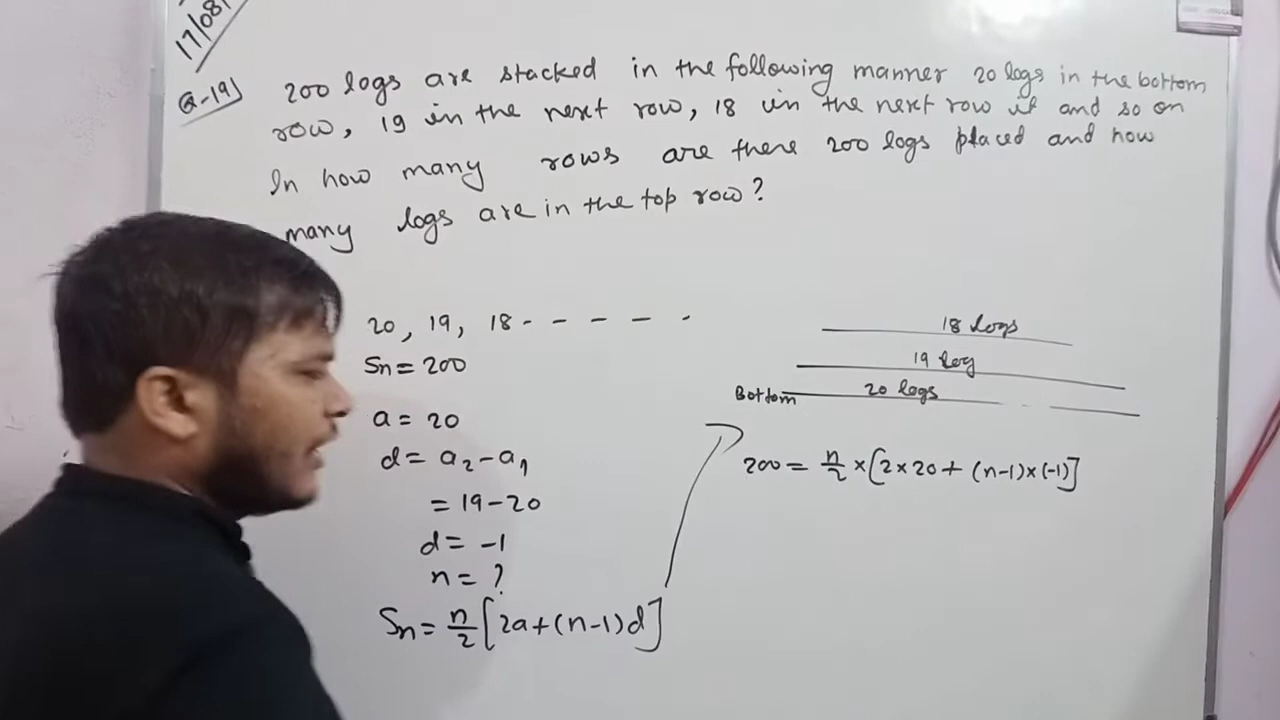 17/08/
Q-19) 200 logs are stacked in the following manner 20 logs in the bottom
row, 19 in the next row, 18 in the next row it and so on
In how many rows are there 200 logs placed and how
many logs are in the top row?
20, 19, 18 - - - - - .
Sn = 200
a = 20
d = a₂ - a₁
= 19 - 20
d = -1
n = ?
Sn = n/2 [2a + (n-1)d]
18 logs
19 log
Bottom 20 logs
200 = n/2 × [2×20 + (n-1)×(-1)]